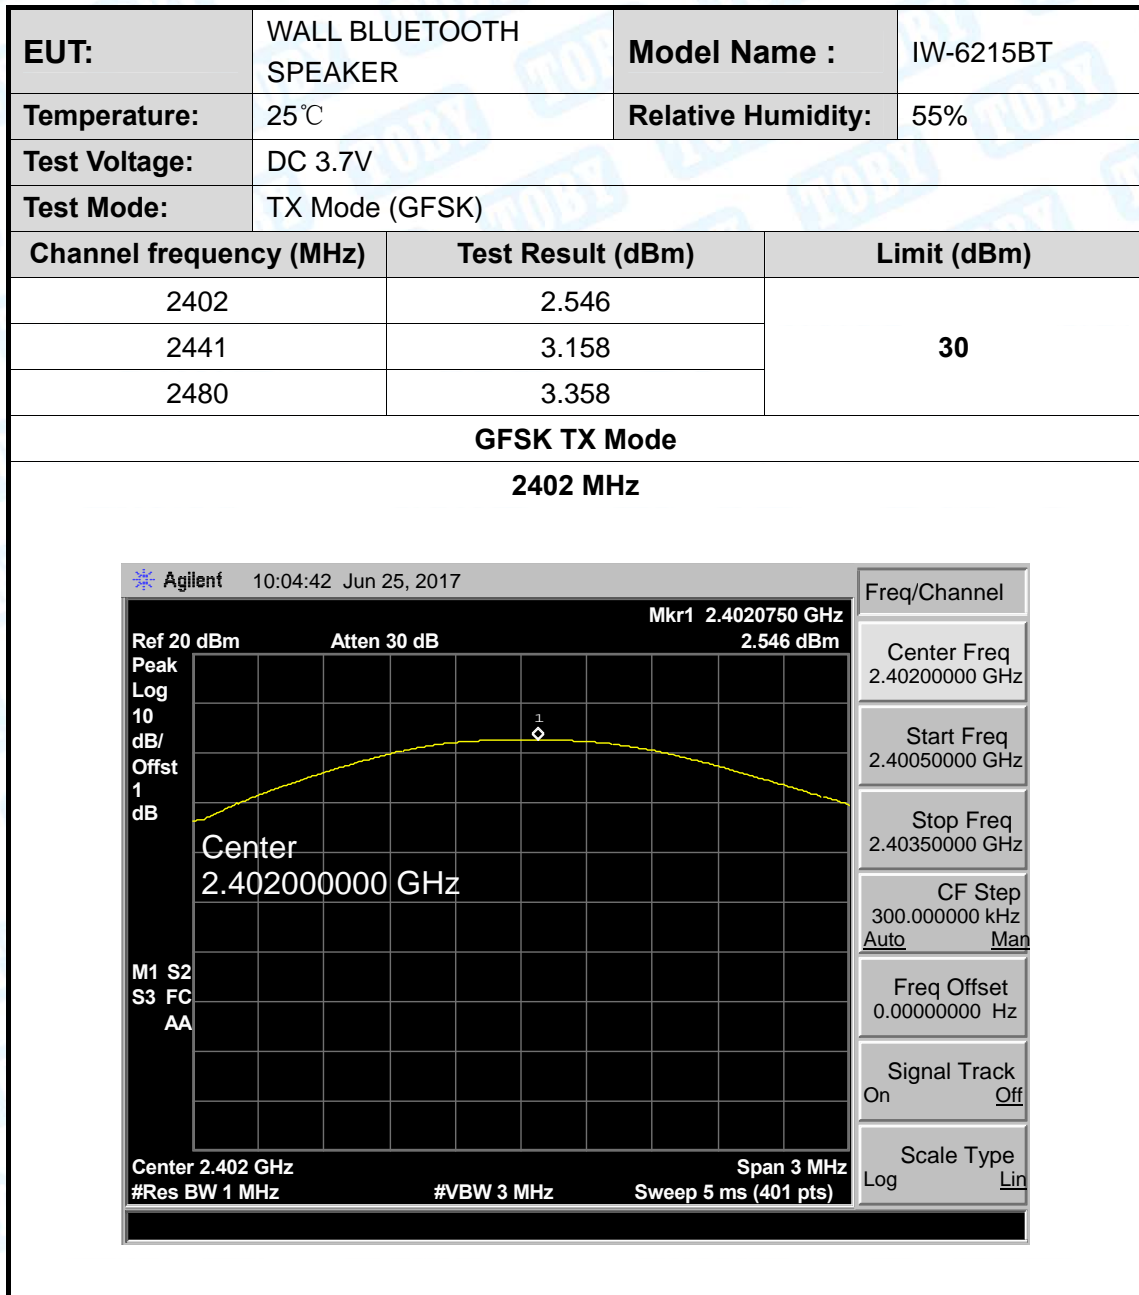 EUT: WALL BLUETOOTH SPEAKER Model Name : IW-6215BT
Temperature: 25℃ Relative Humidity: 55%
Test Voltage: DC 3.7V
Test Mode: TX Mode (GFSK)
Channel frequency (MHz) Test Result (dBm) Limit (dBm)
2402 2.546
2441 3.158 30
2480 3.358
GFSK TX Mode
2402 MHz
Agilent 10:04:42 Jun 25, 2017
Mkr1 2.4020750 GHz
Ref 20 dBm Atten 30 dB 2.546 dBm
Peak
Log
10
dB/
Offst
1
dB
1
Center
2.402000000 GHz
M1 S2
S3 FC
AA
Center 2.402 GHz Span 3 MHz
#Res BW 1 MHz #VBW 3 MHz Sweep 5 ms (401 pts)
Freq/Channel
Center Freq
2.40200000 GHz
Start Freq
2.40050000 GHz
Stop Freq
2.40350000 GHz
CF Step
300.000000 kHz
Auto Man
Freq Offset
0.00000000 Hz
Signal Track
On Off
Scale Type
Log Lin
TOBY